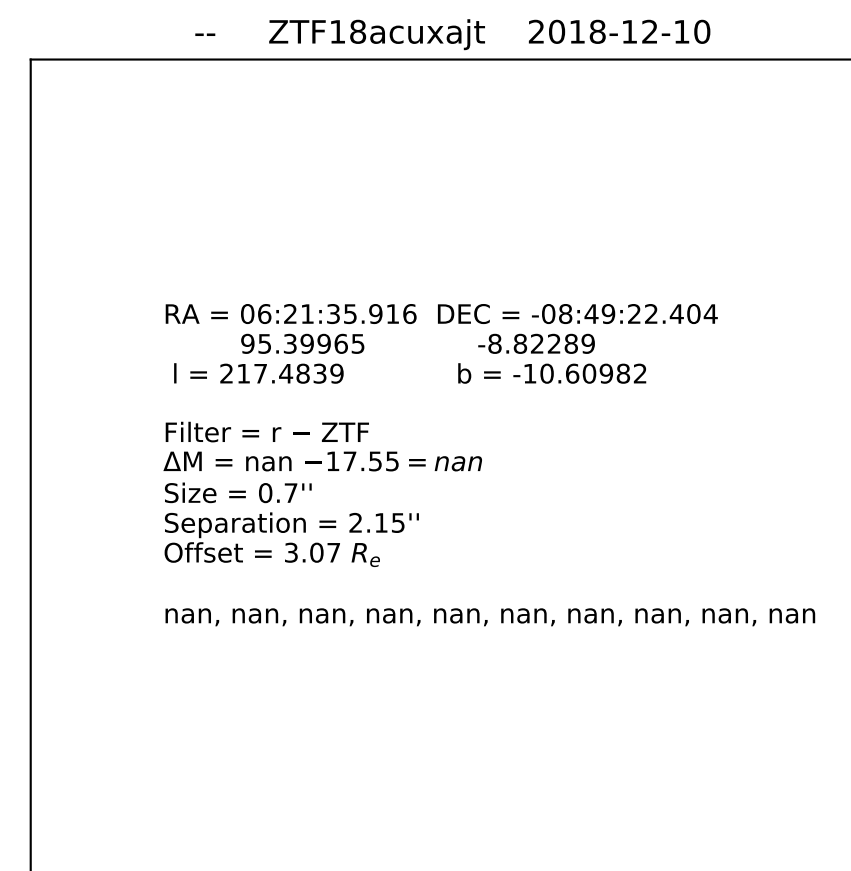 -- ZTF18acuxajt 2018-12-10
RA = 06:21:35.916 DEC = -08:49:22.404
95.39965 -8.82289
l = 217.4839 b = -10.60982
Filter = r − ZTF
ΔM = nan −17.55 = nan
Size = 0.7''
Separation = 2.15''
Offset = 3.07 Re
nan, nan, nan, nan, nan, nan, nan, nan, nan, nan